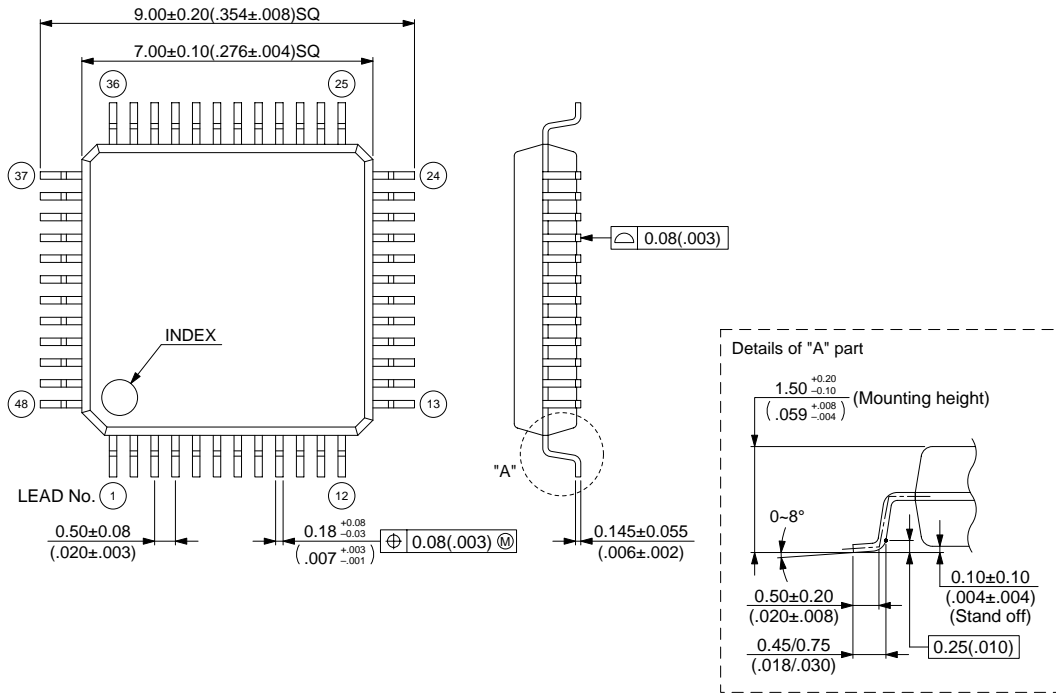 9.00±0.20(.354±.008)SQ
7.00±0.10(.276±.004)SQ
36
25
37
24
0.08(.003)
INDEX
48
13
"A"
LEAD No. 1
12
0.50±0.08
(.020±.003)
0.18 +0.08 −0.03
(.007 +.003 −.001)
⌖ 0.08(.003) Ⓜ
0.145±0.055
(.006±.002)
Details of "A" part
1.50 +0.20 −0.10
(.059 +.008 −.004)
(Mounting height)
0~8°
0.50±0.20
(.020±.008)
0.45/0.75
(.018/.030)
0.10±0.10
(.004±.004)
(Stand off)
0.25(.010)